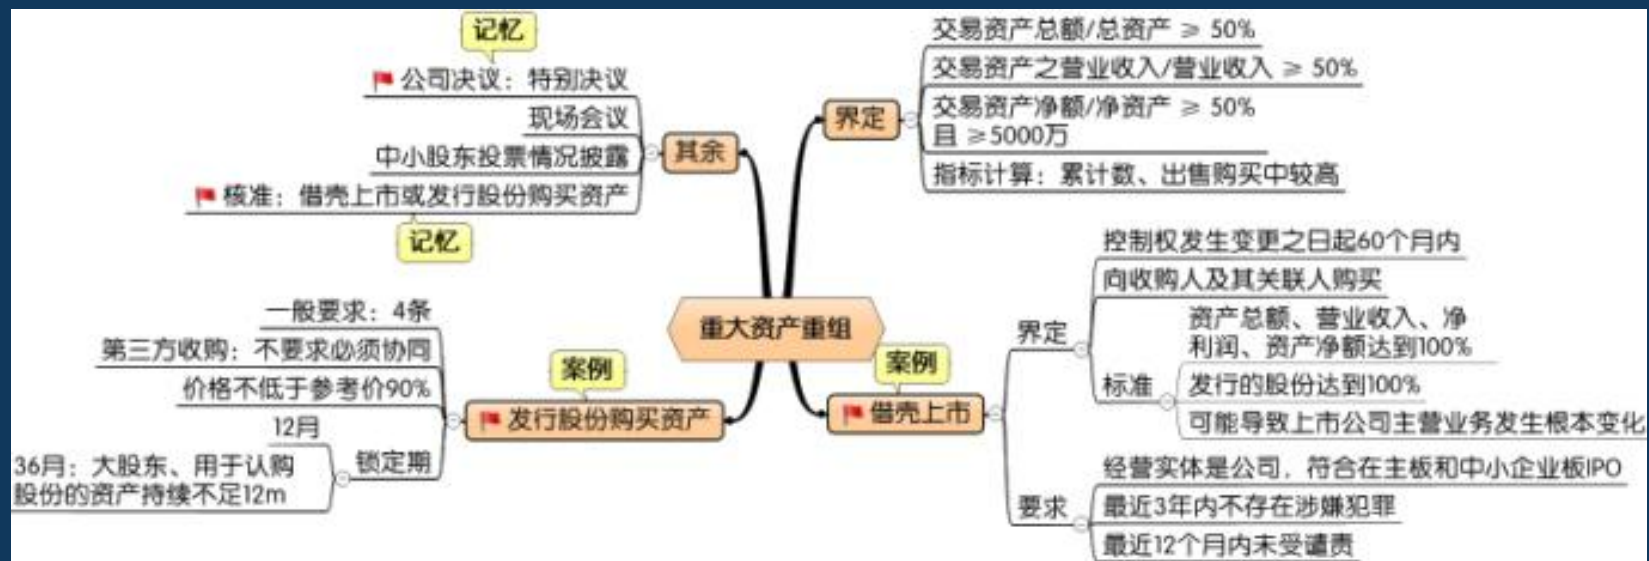 重大资产重组
界定
交易资产总额/总资产 ≥ 50%
交易资产之营业收入/营业收入 ≥ 50%
交易资产净额/净资产 ≥ 50%
且 ≥5000万
指标计算：累计数、出售购买中较高
案例
借壳上市
界定
控制权发生变更之日起60个月内
向收购人及其关联人购买
标准
资产总额、营业收入、净
利润、资产净额达到100%
发行的股份达到100%
可能导致上市公司主营业务发生根本变化
要求
经营实体是公司，符合在主板和中小企业板IPO
最近3年内不存在涉嫌犯罪
最近12个月内未受谴责
其余
记忆
公司决议：特别决议
现场会议
中小股东投票情况披露
核准：借壳上市或发行股份购买资产
记忆
案例
发行股份购买资产
一般要求：4条
第三方收购：不要求必须协同
价格不低于参考价90%
锁定期
12月
36月：大股东、用于认购
股份的资产持续不足12m